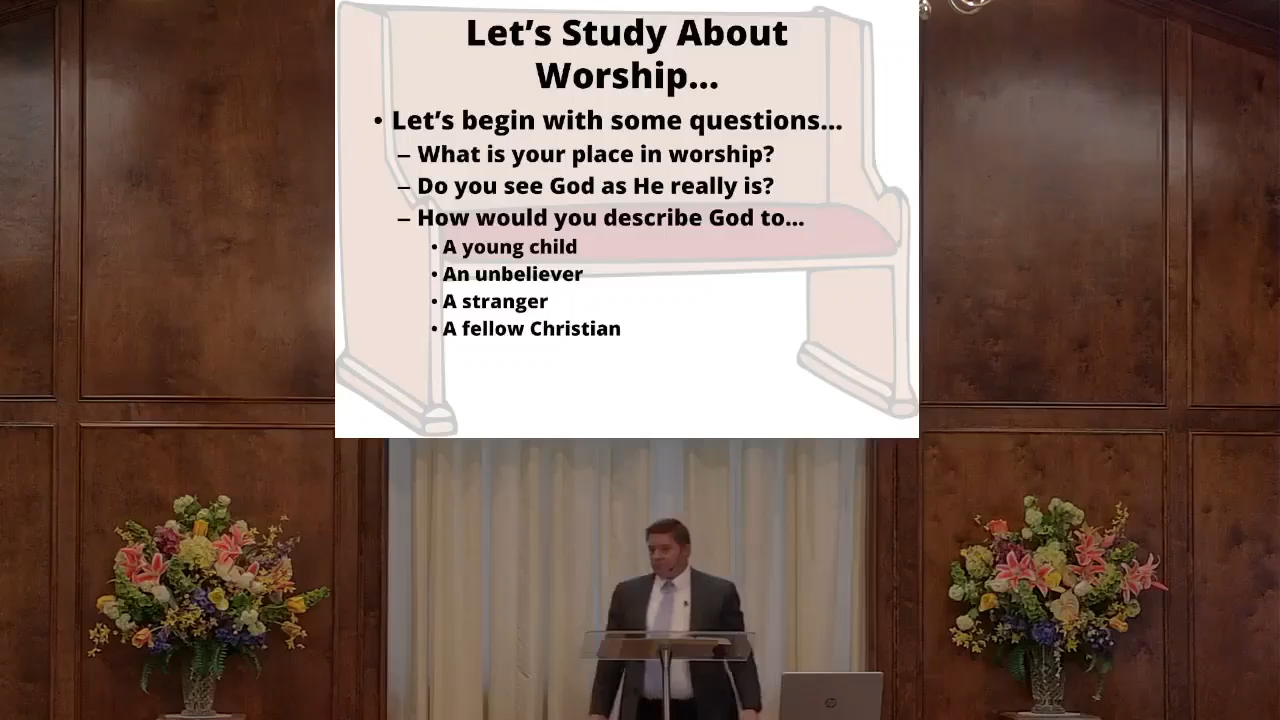 Let’s Study About
Worship...
• Let’s begin with some questions...
– What is your place in worship?
– Do you see God as He really is?
– How would you describe God to...
• A young child
• An unbeliever
• A stranger
• A fellow Christian
hp